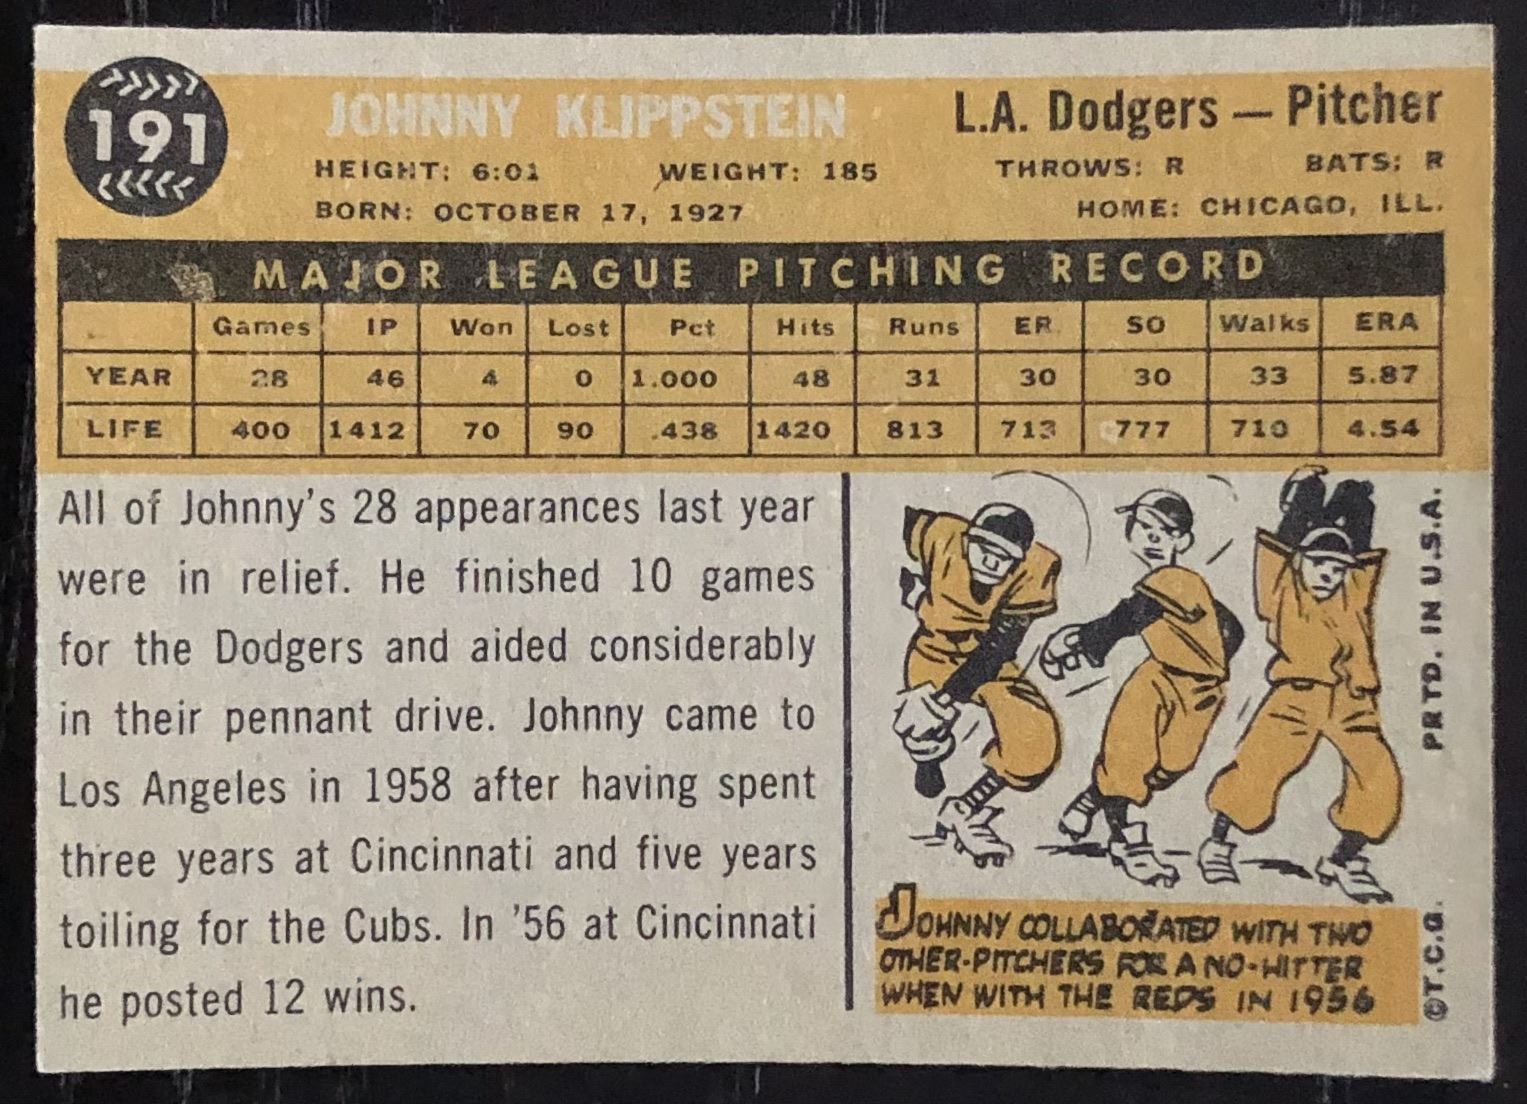 191
JOHNNY KLIPPSTEIN
L.A. Dodgers — Pitcher
HEIGHT: 6:01 WEIGHT: 185 THROWS: R BATS: R
BORN: OCTOBER 17, 1927 HOME: CHICAGO, ILL.
MAJOR LEAGUE PITCHING RECORD
Games IP Won Lost Pct Hits Runs ER SO Walks ERA
YEAR 28 46 4 0 1.000 48 31 30 30 33 5.87
LIFE 400 1412 70 90 .438 1420 813 713 777 710 4.54
All of Johnny's 28 appearances last year
were in relief. He finished 10 games
for the Dodgers and aided considerably
in their pennant drive. Johnny came to
Los Angeles in 1958 after having spent
three years at Cincinnati and five years
toiling for the Cubs. In '56 at Cincinnati
he posted 12 wins.
JOHNNY COLLABORATED WITH TWO
OTHER-PITCHERS FOR A NO-HITTER
WHEN WITH THE REDS IN 1956
©T.C.G. PRTD. IN U.S.A.